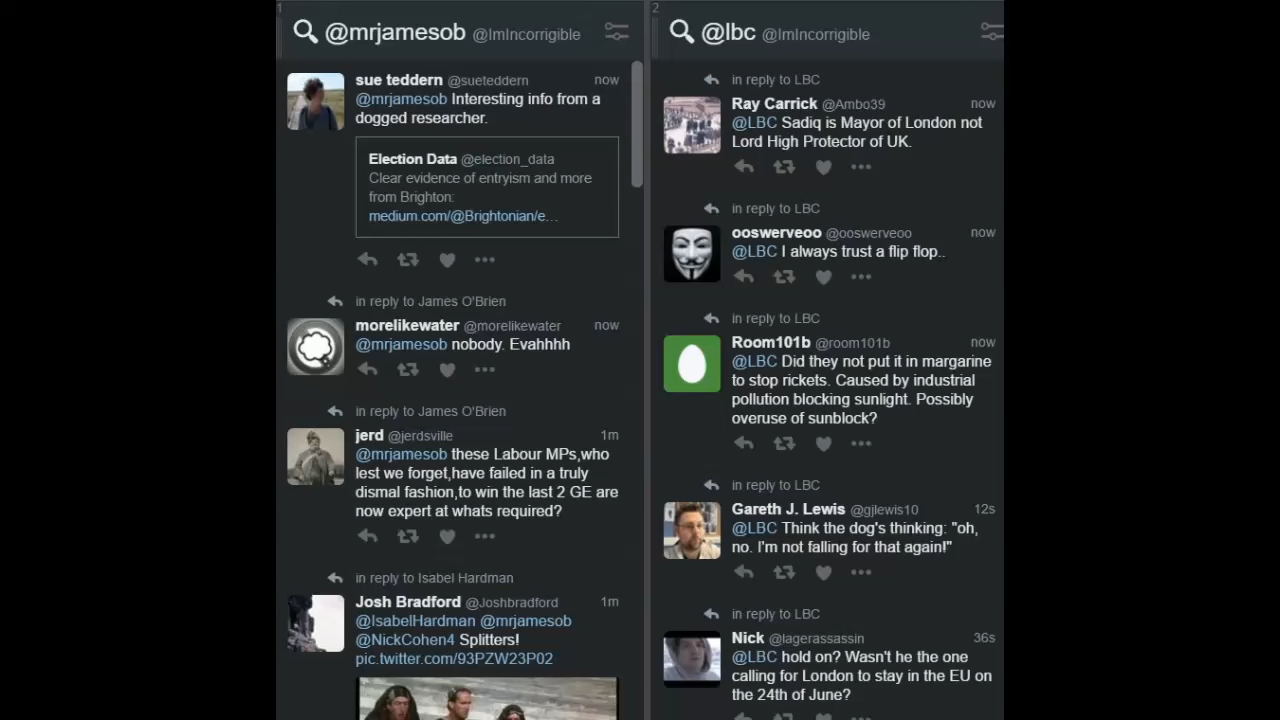 1
@mrjamesob @ImIncorrigible
sue teddern @sueteddern now
@mrjamesob Interesting info from a
dogged researcher.
Election Data @election_data
Clear evidence of entryism and more
from Brighton:
medium.com/@Brightonian/e…
in reply to James O'Brien
morelikewater @morelikewater now
@mrjamesob nobody. Evahhhh
in reply to James O'Brien
jerd @jerdsville 1m
@mrjamesob these Labour MPs,who
lest we forget,have failed in a truly
dismal fashion,to win the last 2 GE are
now expert at whats required?
in reply to Isabel Hardman
Josh Bradford @Joshbradford 1m
@IsabelHardman @mrjamesob
@NickCohen4 Splitters!
pic.twitter.com/93PZW23P02
2
@lbc @ImIncorrigible
in reply to LBC
Ray Carrick @Ambo39 now
@LBC Sadiq is Mayor of London not
Lord High Protector of UK.
in reply to LBC
ooswerveoo @ooswerveoo now
@LBC I always trust a flip flop..
in reply to LBC
Room101b @room101b now
@LBC Did they not put it in margarine
to stop rickets. Caused by industrial
pollution blocking sunlight. Possibly
overuse of sunblock?
in reply to LBC
Gareth J. Lewis @gjlewis10 12s
@LBC Think the dog's thinking: "oh,
no. I'm not falling for that again!"
in reply to LBC
Nick @lagerassassin 36s
@LBC hold on? Wasn't he the one
calling for London to stay in the EU on
the 24th of June?